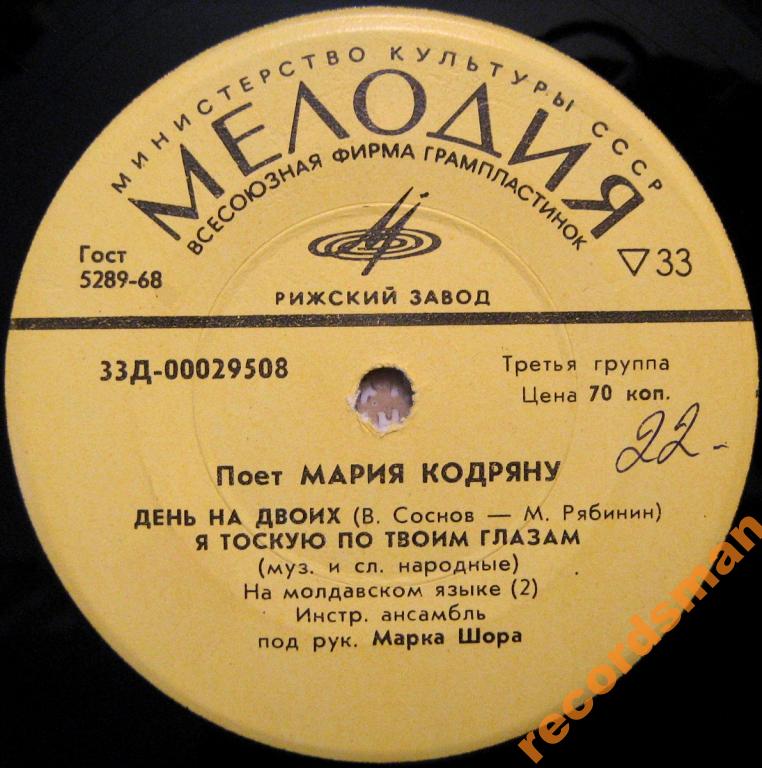 МИНИСТЕРСТВО КУЛЬТУРЫ СССР
МЕЛОДИЯ
ВСЕСОЮЗНАЯ ФИРМА ГРАМПЛАСТИНОК
Гост
5289-68
▽33
РИЖСКИЙ ЗАВОД
33Д-00029508
Третья группа
Цена 70 коп.
22.-
Поет МАРИЯ КОДРЯНУ
ДЕНЬ НА ДВОИХ (В. Соснов — М. Рябинин)
Я ТОСКУЮ ПО ТВОИМ ГЛАЗАМ
(муз. и сл. народные)
На молдавском языке (2)
Инстр. ансамбль
под рук. Марка Шора
recordsman